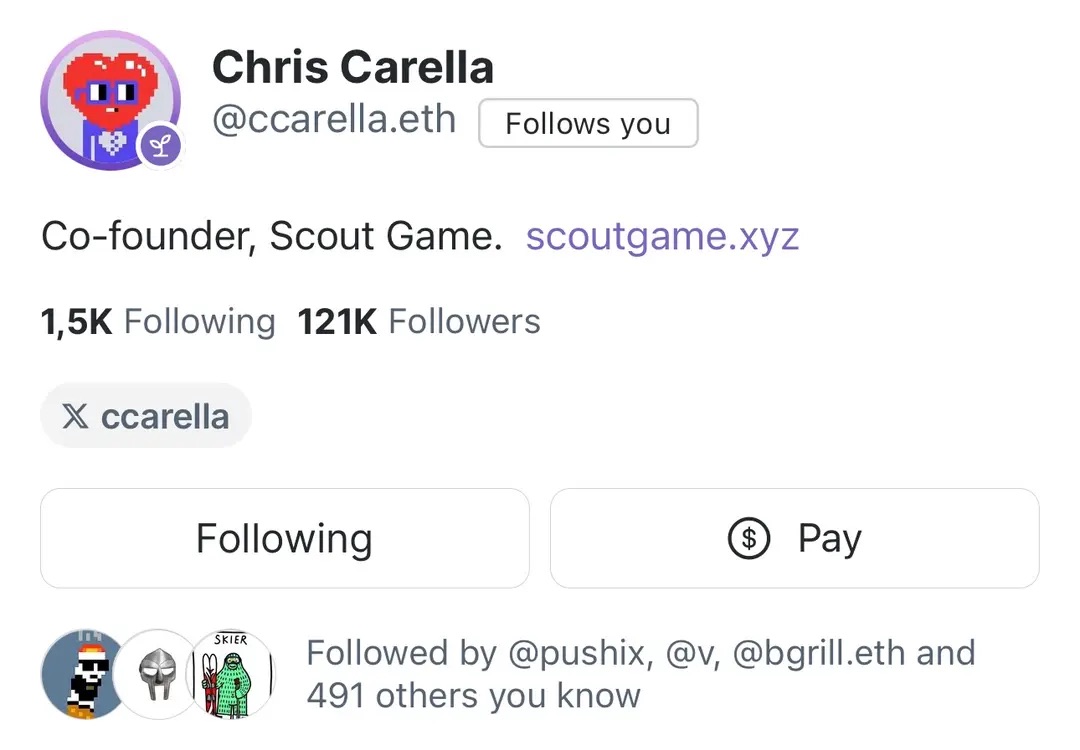 Chris Carella
@ccarella.eth Follows you
Co-founder, Scout Game. scoutgame.xyz
1,5K Following 121K Followers
X ccarella
Following
$ Pay
SKIER
Followed by @pushix, @v, @bgrill.eth and
491 others you know